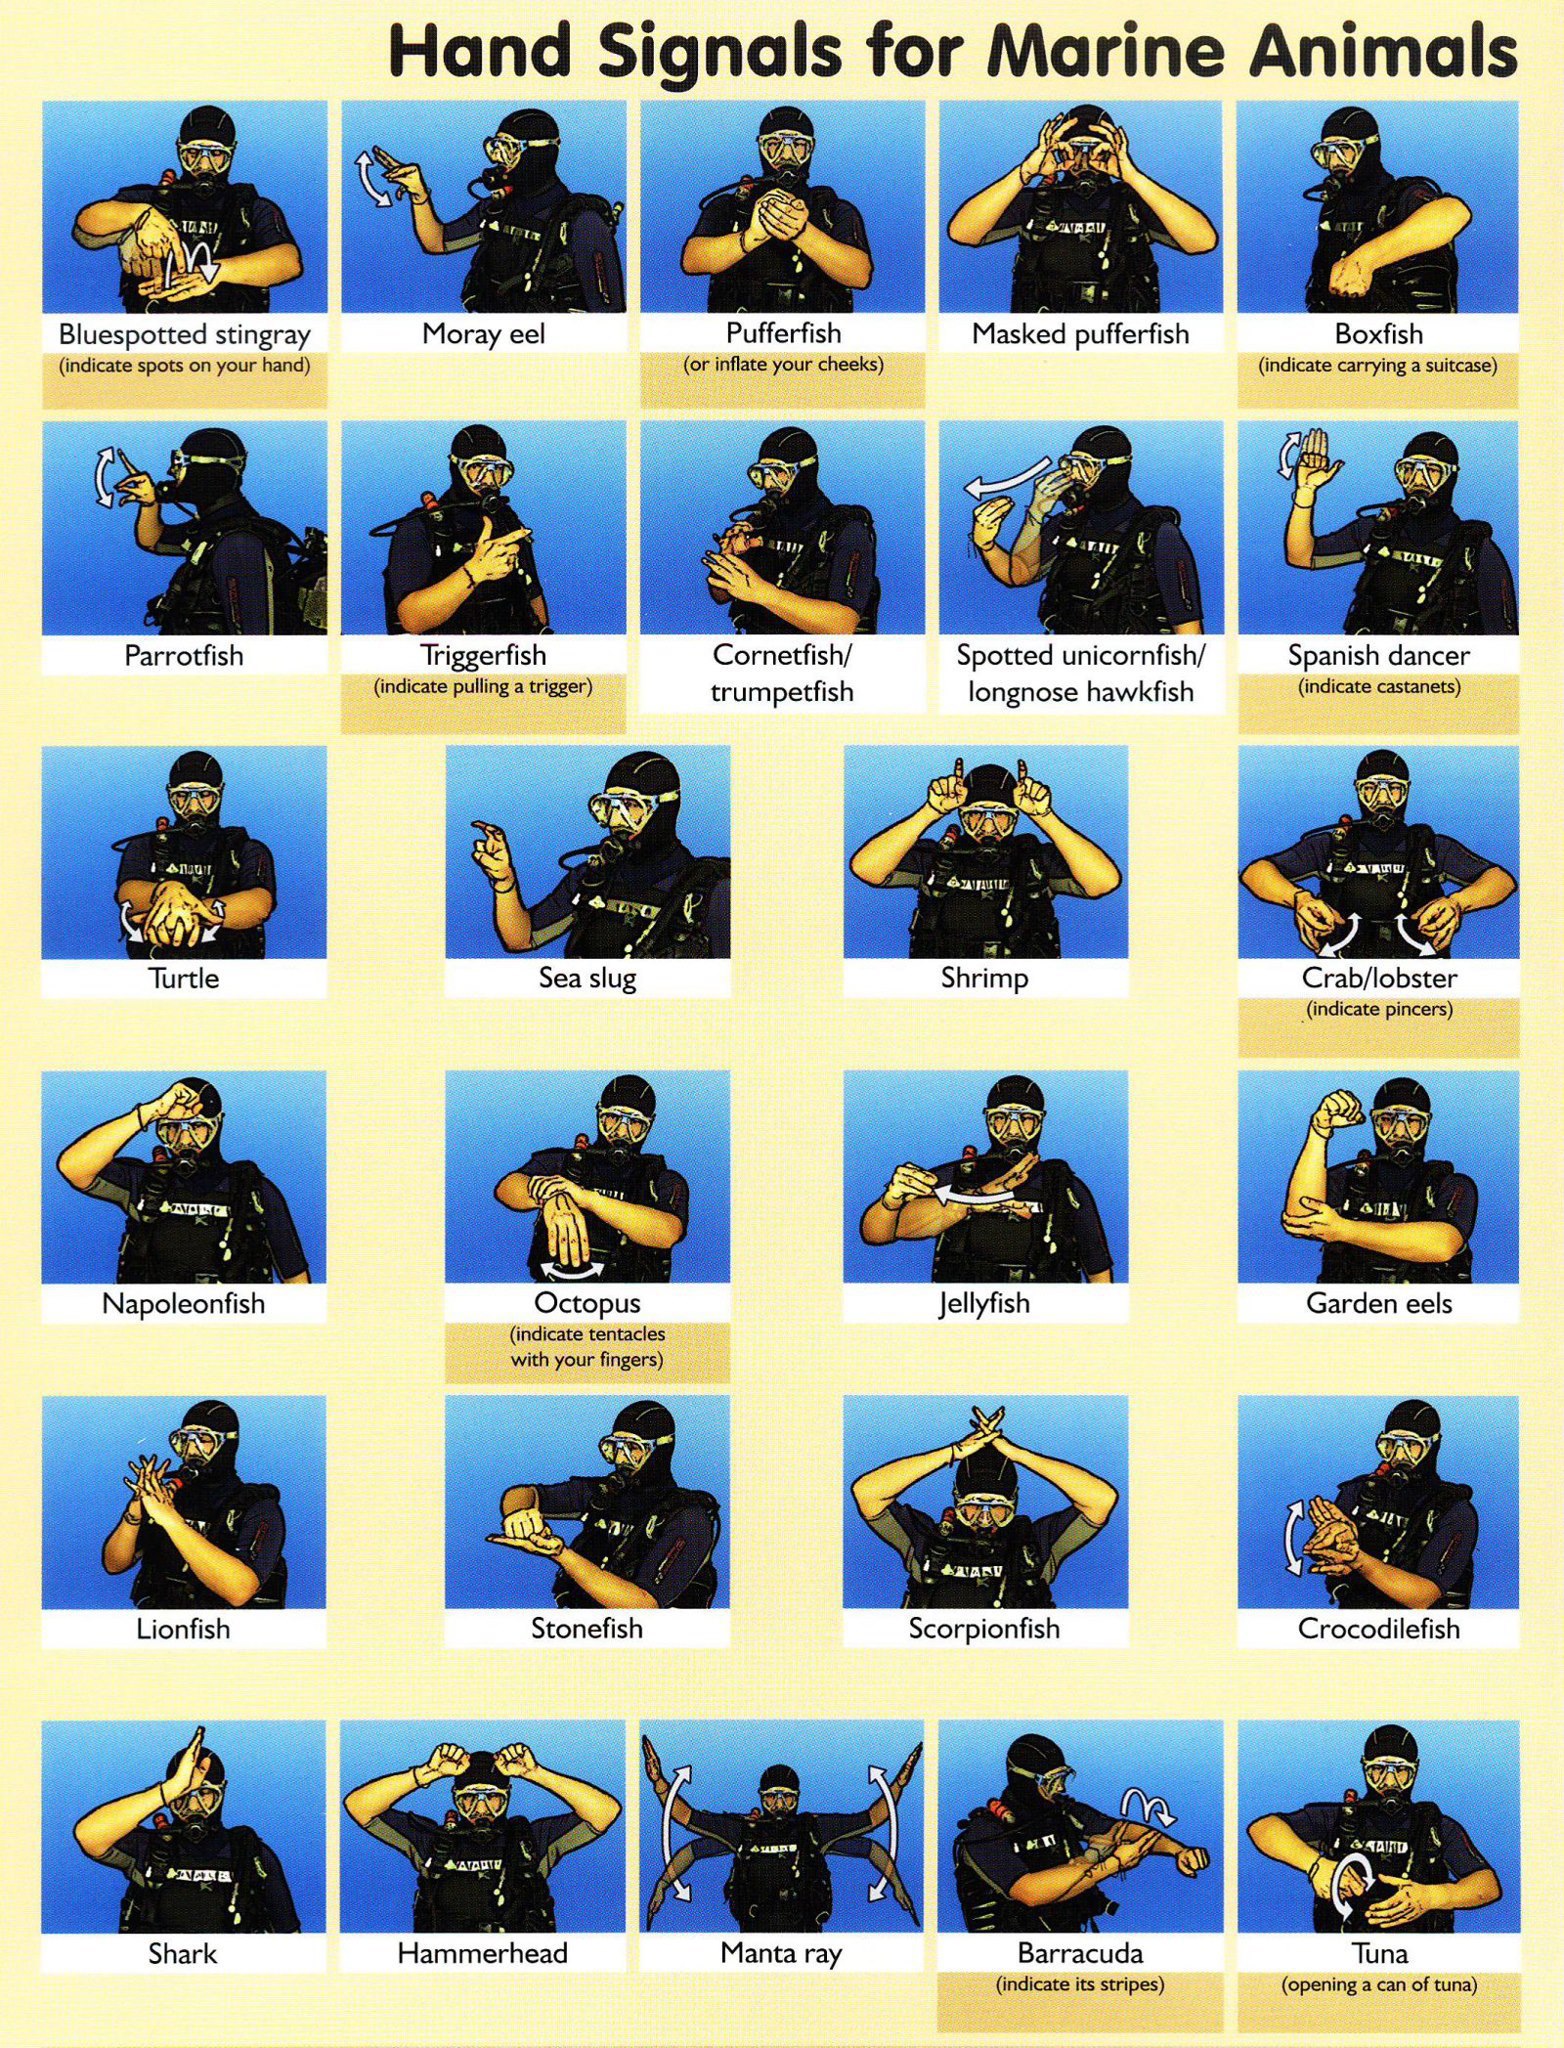 Hand Signals for Marine Animals
Bluespotted stingray
(indicate spots on your hand)
Moray eel
Pufferfish
(or inflate your cheeks)
Masked pufferfish
Boxfish
(indicate carrying a suitcase)
Parrotfish
Triggerfish
(indicate pulling a trigger)
Cornetfish/
trumpetfish
Spotted unicornfish/
longnose hawkfish
Spanish dancer
(indicate castanets)
Turtle
Sea slug
Shrimp
Crab/lobster
(indicate pincers)
Napoleonfish
Octopus
(indicate tentacles
with your fingers)
Jellyfish
Garden eels
Lionfish
Stonefish
Scorpionfish
Crocodilefish
Shark
Hammerhead
Manta ray
Barracuda
(indicate its stripes)
Tuna
(opening a can of tuna)